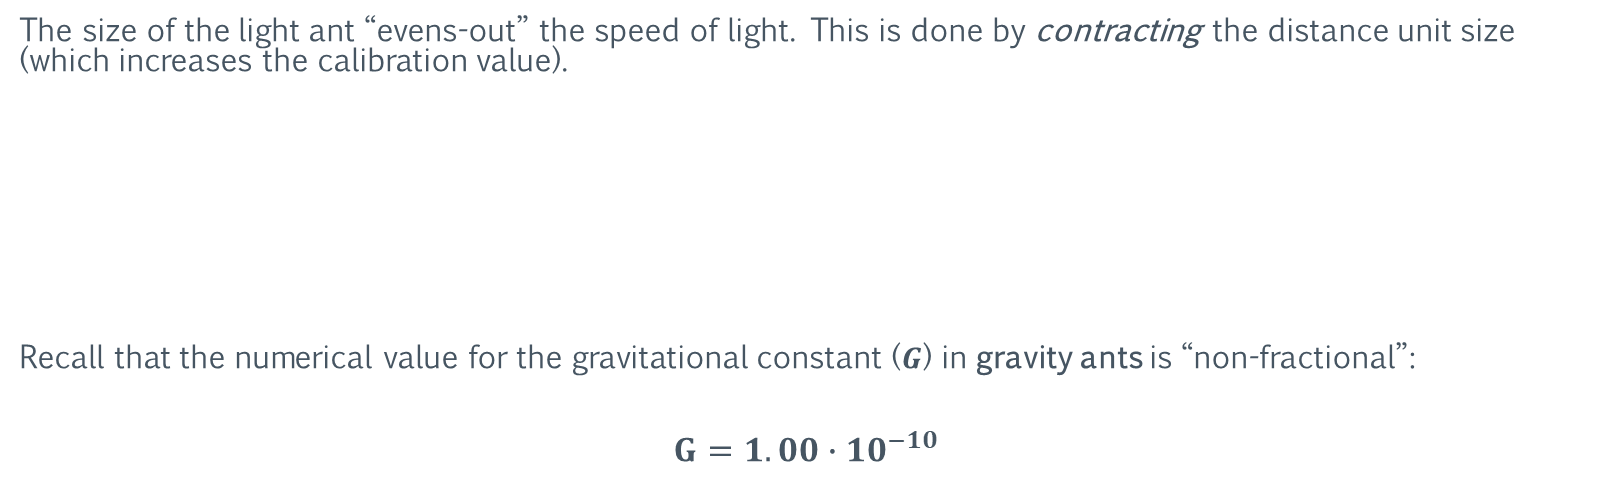 The size of the light ant “evens-out” the speed of light. This is done by contracting the distance unit size
(which increases the calibration value).
Recall that the numerical value for the gravitational constant (G) in gravity ants is “non-fractional”:
G = 1.00 · 10⁻¹⁰